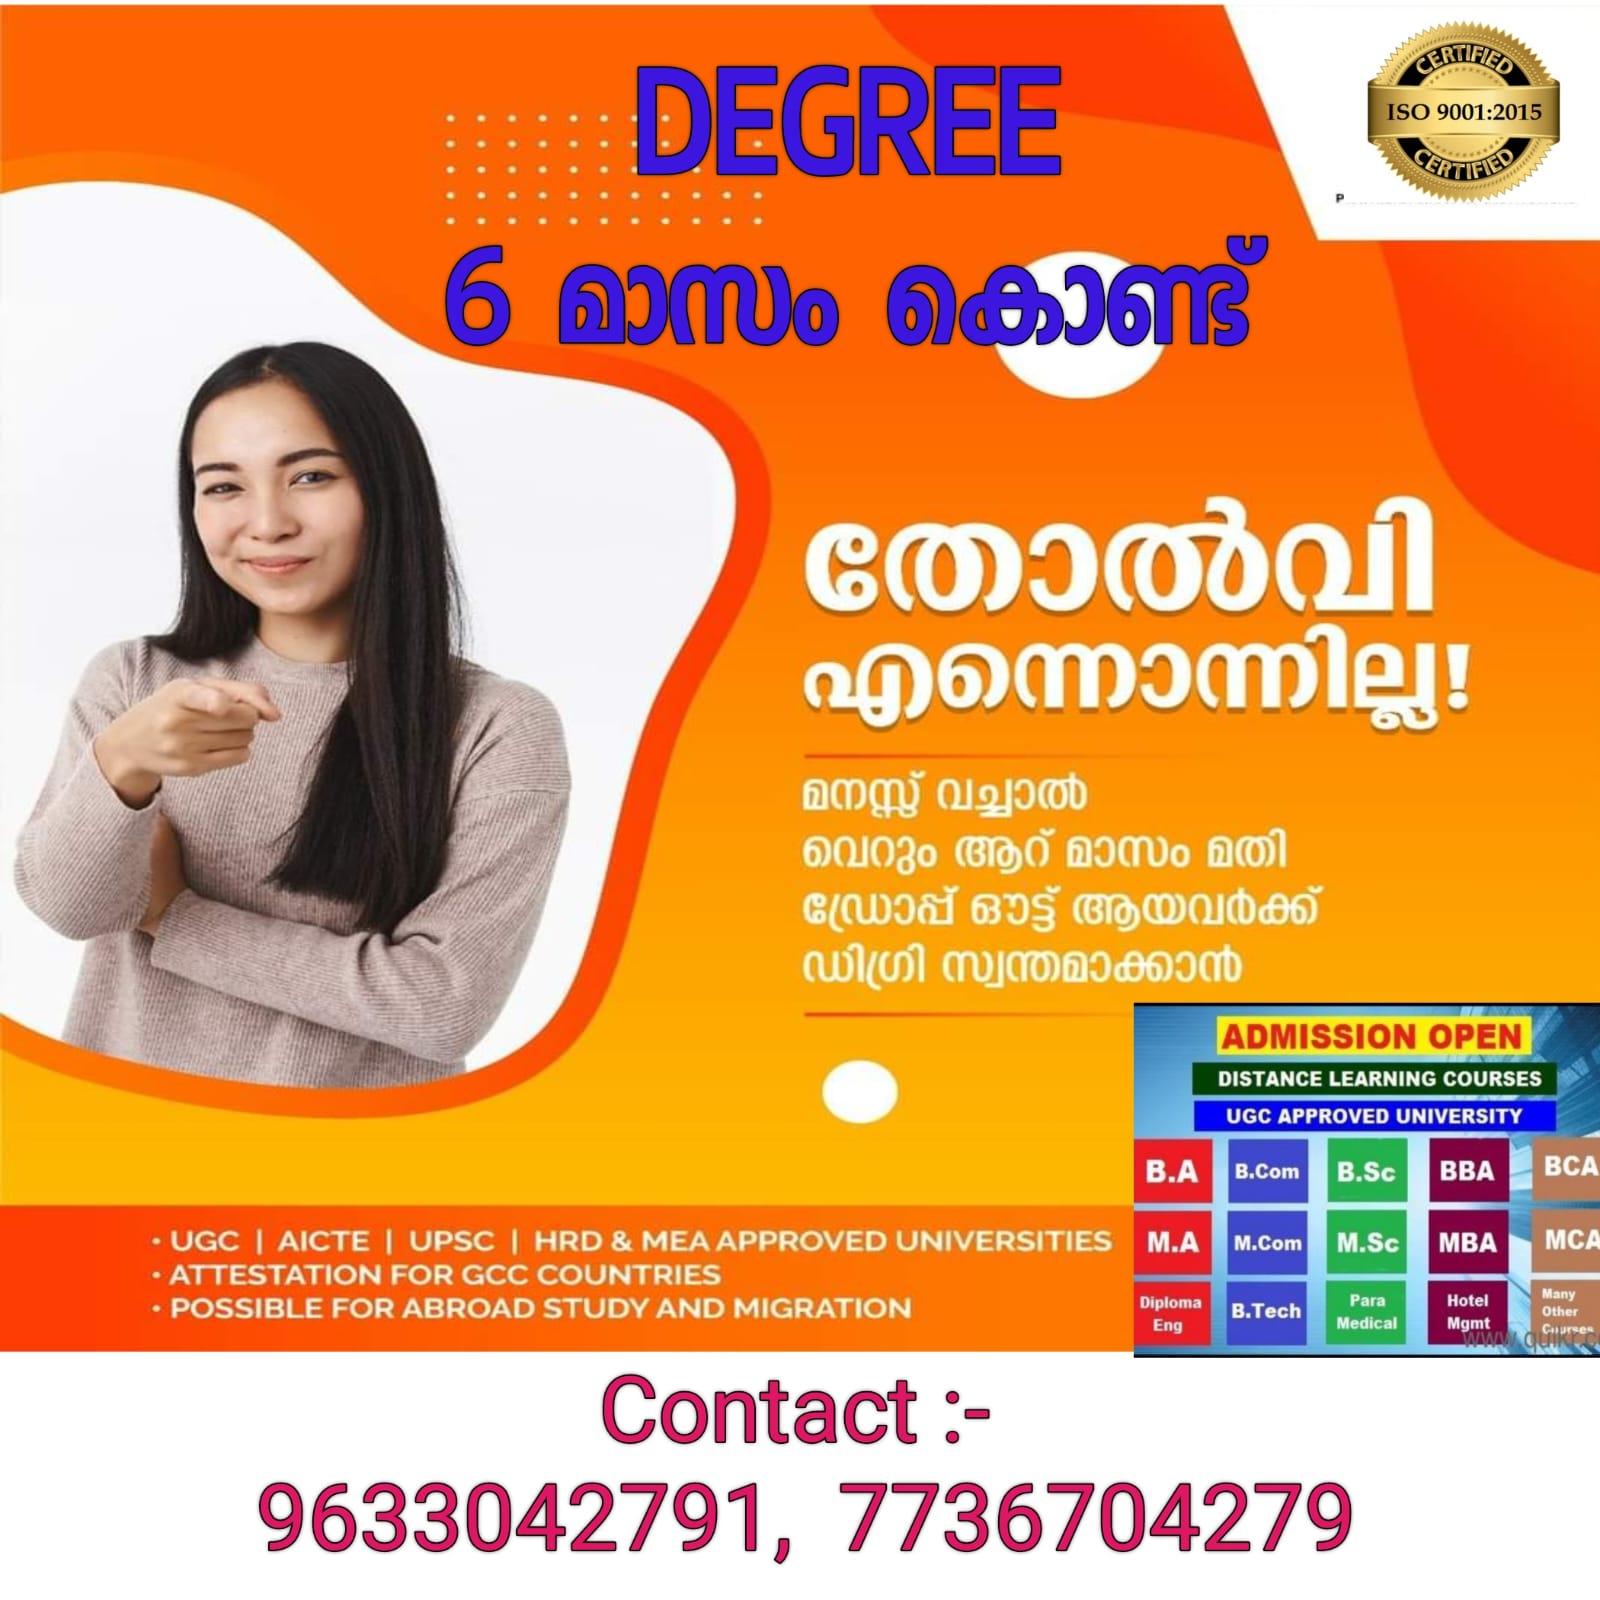 CERTIFIED
ISO 9001:2015
CERTIFIED
DEGREE
6 മാസം കൊണ്ട്
തോൽവി
എന്നൊന്നില്ല!
മനസ്സ് വച്ചാൽ
വെറും ആറ് മാസം മതി
ഡ്രോപ്പ് ഔട്ട് ആയവർക്ക്
ഡിഗ്രി സ്വന്തമാക്കാൻ
ADMISSION OPEN
DISTANCE LEARNING COURSES
UGC APPROVED UNIVERSITY
B.A B.Com B.Sc BBA BCA
M.A M.Com M.Sc MBA MCA
Diploma Eng B.Tech Para Medical Hotel Mgmt Many Other Courses
• UGC | AICTE | UPSC | HRD & MEA APPROVED UNIVERSITIES
• ATTESTATION FOR GCC COUNTRIES
• POSSIBLE FOR ABROAD STUDY AND MIGRATION
Contact :-
9633042791, 7736704279